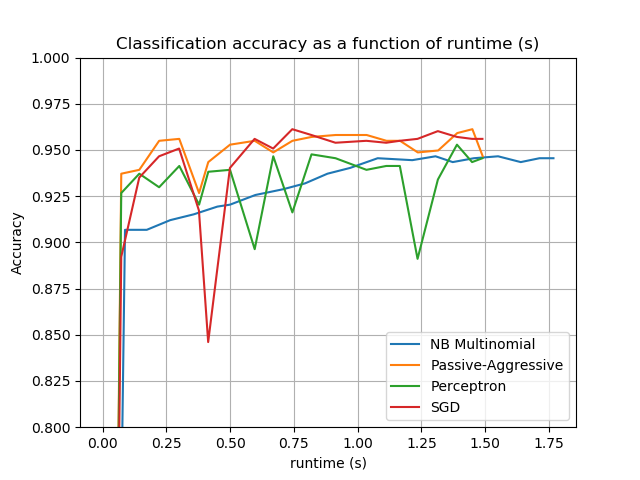 Classification accuracy as a function of runtime (s)
1.000
0.975
0.950
0.925
0.900
0.875
0.850
0.825
0.800
Accuracy
NB Multinomial
Passive-Aggressive
Perceptron
SGD
0.00 0.25 0.50 0.75 1.00 1.25 1.50 1.75
runtime (s)